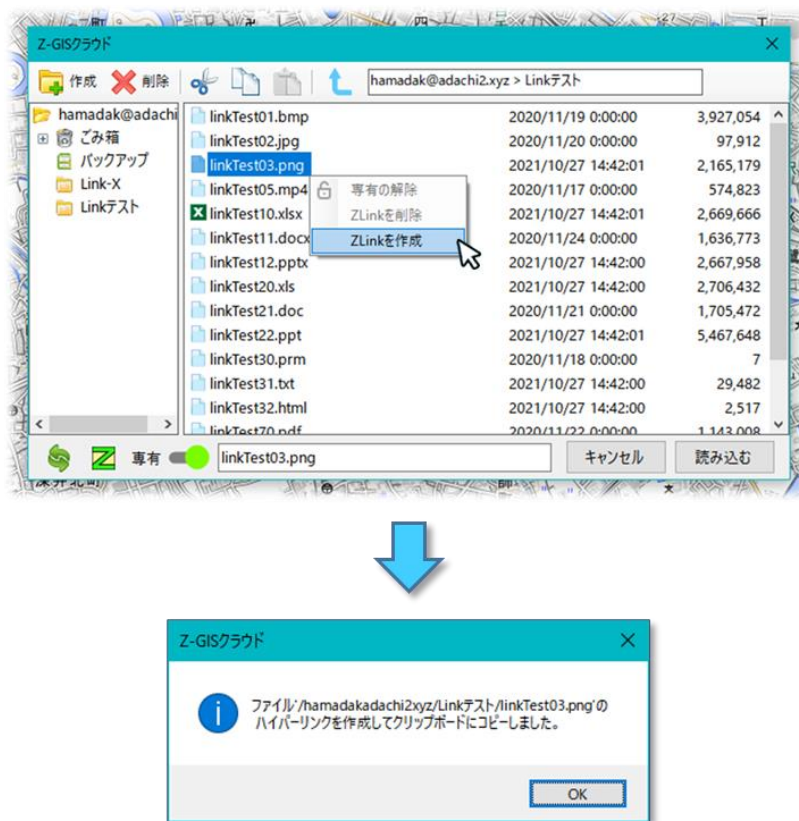 Z-GISクラウド
作成 削除 hamadak@adachi2.xyz > Linkテスト
hamadak@adachi
ごみ箱
バックアップ
Link-X
Linkテスト
linkTest01.bmp 2020/11/19 0:00:00 3,927,054
linkTest02.jpg 2020/11/20 0:00:00 97,912
linkTest03.png 2021/10/27 14:42:01 2,165,179
linkTest05.mp4 2020/11/17 0:00:00 574,823
linkTest10.xlsx 2021/10/27 14:42:01 2,669,666
linkTest11.docx 2020/11/24 0:00:00 1,636,773
linkTest12.pptx 2021/10/27 14:42:00 2,667,958
linkTest20.xls 2021/10/27 14:42:00 2,706,432
linkTest21.doc 2020/11/21 0:00:00 1,705,472
linkTest22.ppt 2021/10/27 14:42:01 5,467,648
linkTest30.prm 2020/11/18 0:00:00 7
linkTest31.txt 2021/10/27 14:42:00 29,482
linkTest32.html 2021/10/27 14:42:00 2,517
linkTest70.pdf 2020/11/22 0:00:00 1,143,008
専有の解除
ZLinkを削除
ZLinkを作成
専有 linkTest03.png キャンセル 読み込む
Z-GISクラウド
ファイル'/hamadakadachi2xyz/Linkテスト/linkTest03.png'の
ハイパーリンクを作成してクリップボードにコピーしました。
OK